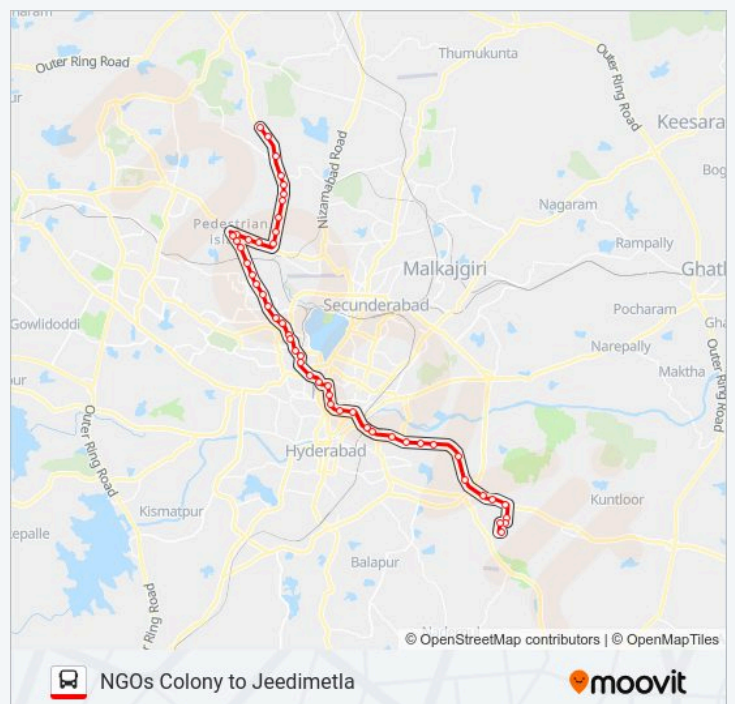 Thumukunta
Outer Ring Road
Outer Ring Road
Keesara
Bog
Nizamabad Road
Nagaram
Pedestrian
Rampally
Malkajgiri
Ghat
Secunderabad
Pocharam
Gowlidoddi
Gha
Narepally
Maktha
Outer Ring Road
Outer Ring Road
Hyderabad
Kuntloor
Kismatpur
epalle
Balapur
r Ring Road
© OpenStreetMap contributors | © OpenMapTiles
NGOs Colony to Jeedimetla
moovit